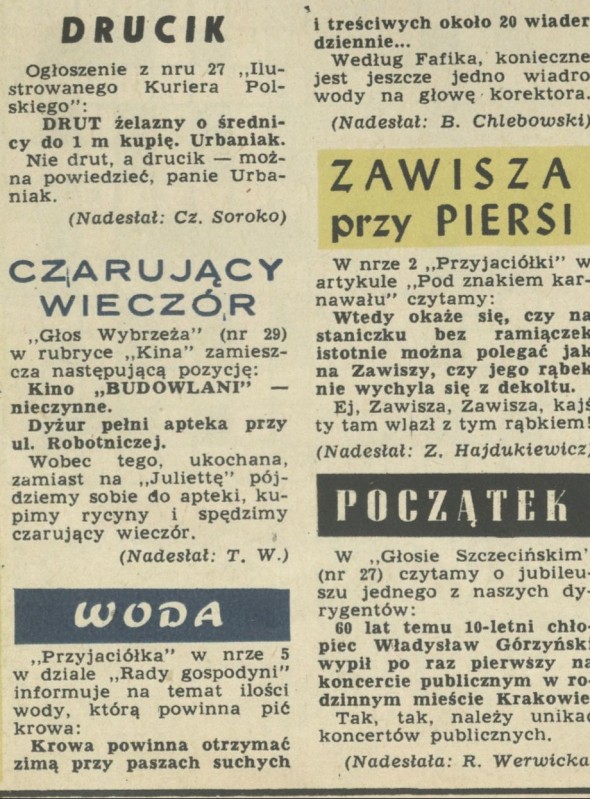 DRUCIK
Ogłoszenie z nru 27 „Ilu-
strowanego Kuriera Pol-
skiego":
DRUT żelazny o średni-
cy do 1 m kupię. Urbaniak.
Nie drut, a drucik — moż-
na powiedzieć, panie Urba-
niak.
(Nadesłał: Cz. Soroko)
CZARUJĄCY
WIECZÓR
„Głos Wybrzeża" (nr 29)
w rubryce „Kina" zamiesz-
cza następującą pozycję:
Kino „BUDOWLANI" —
nieczynne.
Dyżur pełni apteka przy
ul. Robotniczej.
Wobec tego, ukochana,
zamiast na „Juliettę" pój-
dziemy sobie do apteki, ku-
pimy rycyny i spędzimy
czarujący wieczór.
(Nadesłał: T. W.)
WODA
„Przyjaciółka" w nrze 5
w dziale „Rady gospodyni"
informuje na temat ilości
wody, którą powinna pić
krowa:
Krowa powinna otrzymać
zimą przy paszach suchych
i treściwych około 20 wiader
dziennie...
Według Fafika, konieczne
jest jeszcze jedno wiadro
wody na głowę korektora.
(Nadesłał: B. Chlebowski)
ZAWISZA
przy PIERSI
W nrze 2 „Przyjaciółki" w
artykule „Pod znakiem kar-
nawału" czytamy:
Wtedy okaże się, czy na
staniczku bez ramiączek
istotnie można polegać jak
na Zawiszy, czy jego rąbek
nie wychyla się z dekoltu.
Ej, Zawisza, Zawisza, kajś
ty tam wlazł z tym rąbkiem!
(Nadesłał: Z. Hajdukiewicz)
POCZĄTEK
W „Głosie Szczecińskim"
(nr 27) czytamy o jubileu-
szu jednego z naszych dy-
rygentów:
60 lat temu 10-letni chło-
piec Władysław Górzyński
wypił po raz pierwszy na
koncercie publicznym w ro-
dzinnym mieście Krakowie
Tak, tak, należy unikać
koncertów publicznych.
(Nadesłała: R. Werwicka